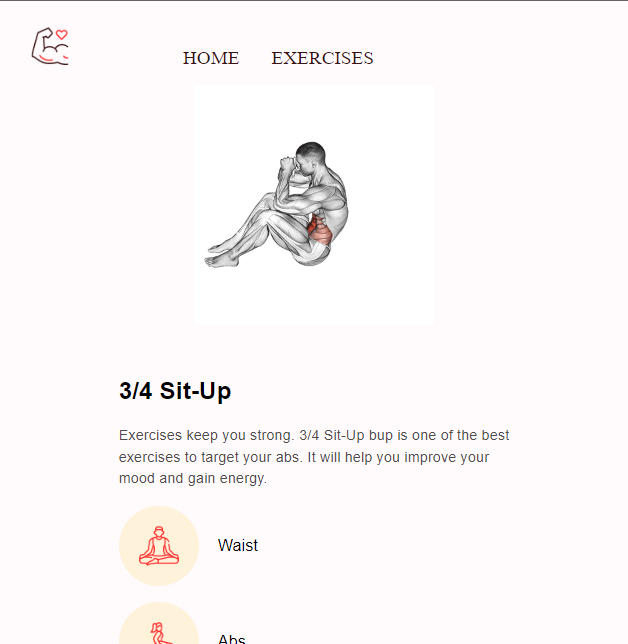 HOME EXERCISES
3/4 Sit-Up
Exercises keep you strong. 3/4 Sit-Up bup is one of the best
exercises to target your abs. It will help you improve your
mood and gain energy.
Waist
Abs